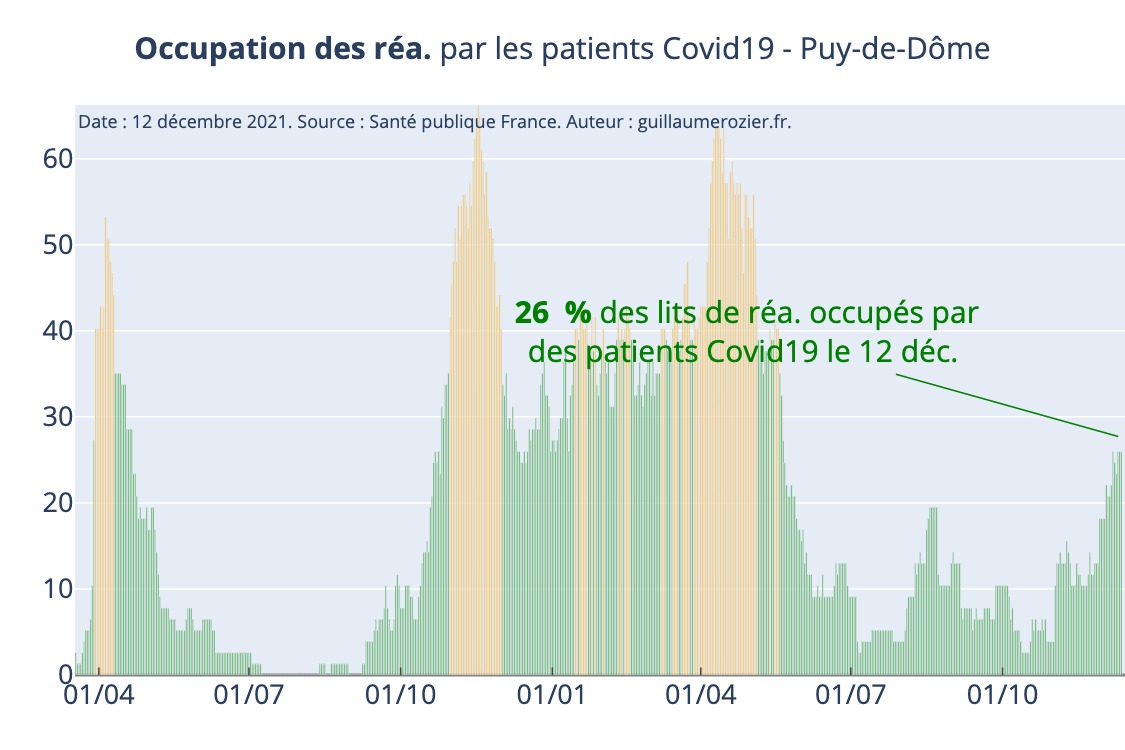 Occupation des réa. par les patients Covid19 - Puy-de-Dôme
Date : 12 décembre 2021. Source : Santé publique France. Auteur : guillaumerozier.fr.
60
50
26 % des lits de réa. occupés par
40
des patients Covid19 le 12 déc.
30
20
10
0
01/04 01/07 01/10 01/01 01/04 01/07 01/10